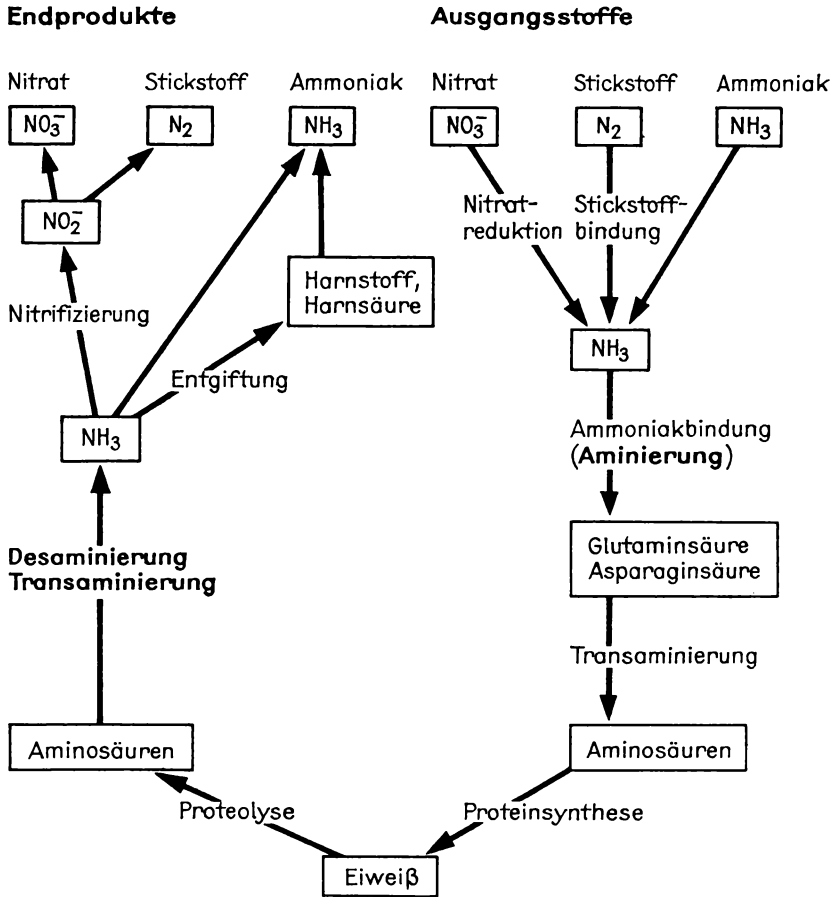 Endprodukte
Ausgangsstoffe
Nitrat
Stickstoff
Ammoniak
Nitrat
Stickstoff
Ammoniak
NO₃⁻
N₂
NH₃
NO₃⁻
N₂
NH₃
NO₂⁻
Nitrat-
reduktion
Stickstoff-
bindung
Harnstoff,
Harnsäure
Nitrifizierung
NH₃
Entgiftung
NH₃
Ammoniakbindung
(Aminierung)
Desaminierung
Transaminierung
Glutaminsäure
Asparaginsäure
Transaminierung
Aminosäuren
Aminosäuren
Proteolyse
Proteinsynthese
Eiweiß